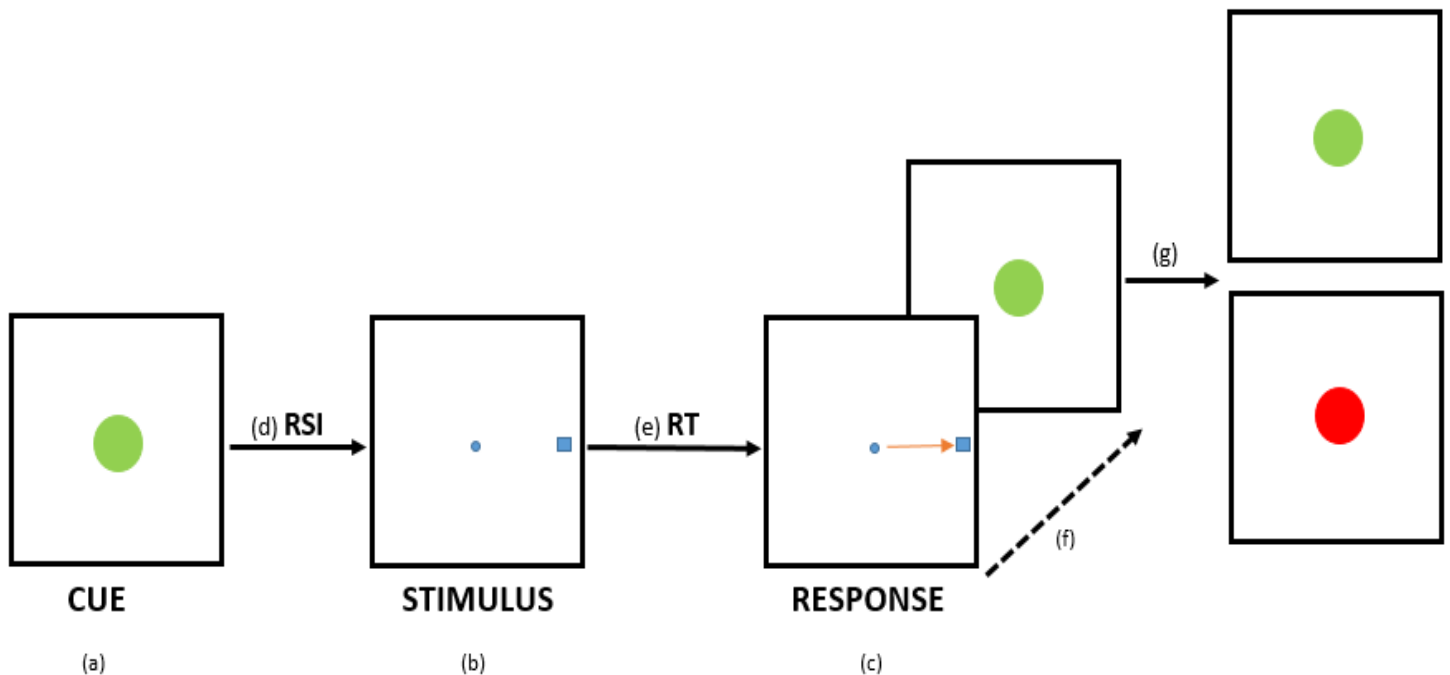 (g)
(d) RSI
(e) RT
(f)
CUE
STIMULUS
RESPONSE
(a)
(b)
(c)